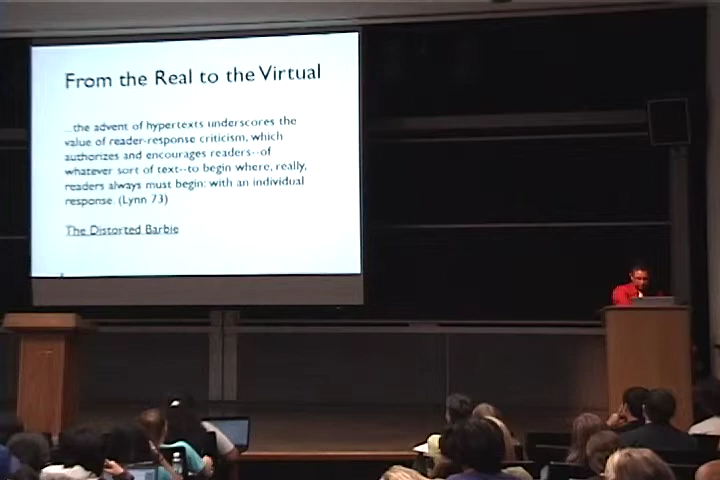 From the Real to the Virtual
...the advent of hypertexts underscores the
value of reader-response criticism, which
authorizes and encourages readers--of
whatever sort of text--to begin where, really,
readers always must begin: with an individual
response. (Lynn 73)
The Distorted Barbie